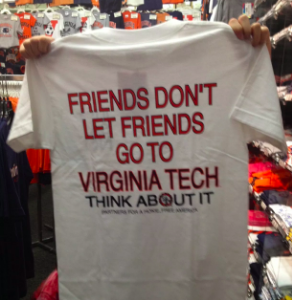 FRIENDS DON'T
LET FRIENDS
GO TO
VIRGINIA TECH
THINK ABOUT IT